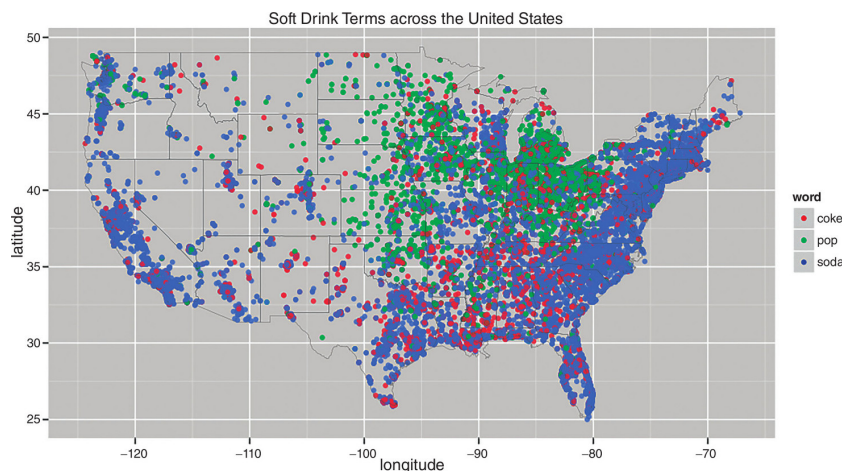 Soft Drink Terms across the United States
50
45
40
35
30
25
latitude
−120
−110
−100
−90
−80
−70
longitude
word
coke
pop
soda